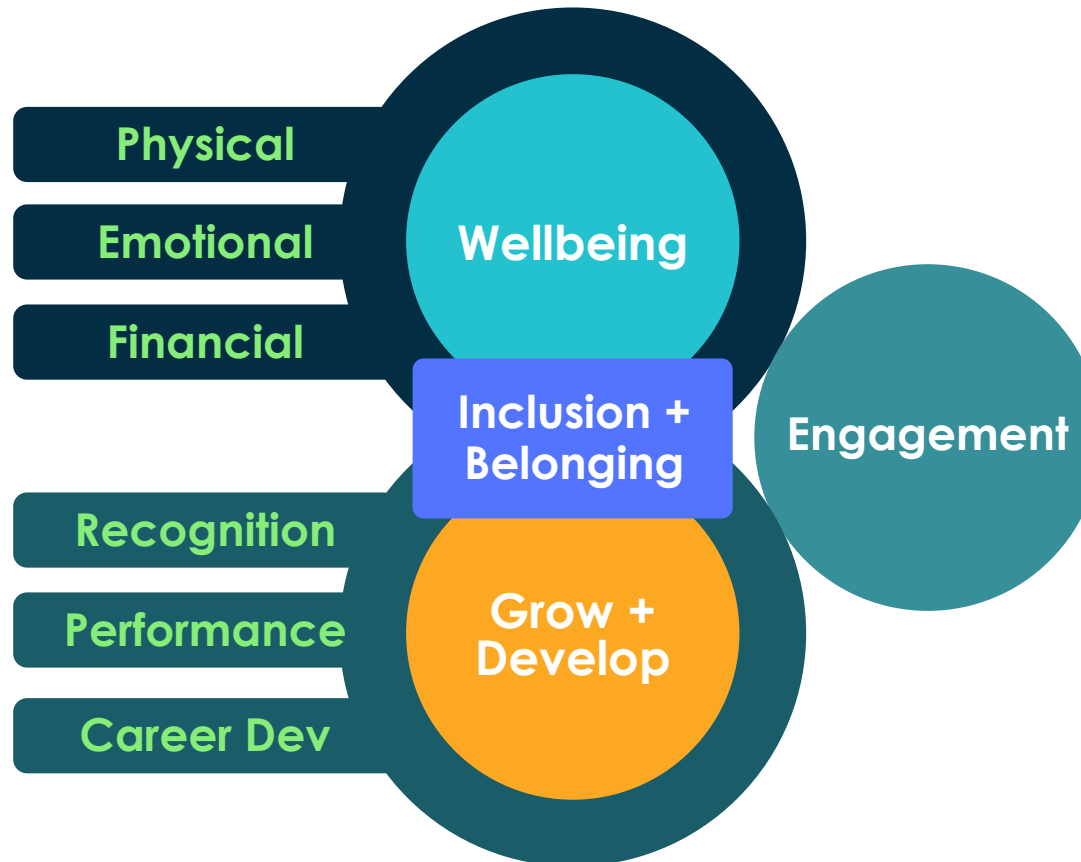 Physical
Emotional
Financial
Wellbeing
Inclusion +
Belonging
Engagement
Recognition
Performance
Career Dev
Grow +
Develop